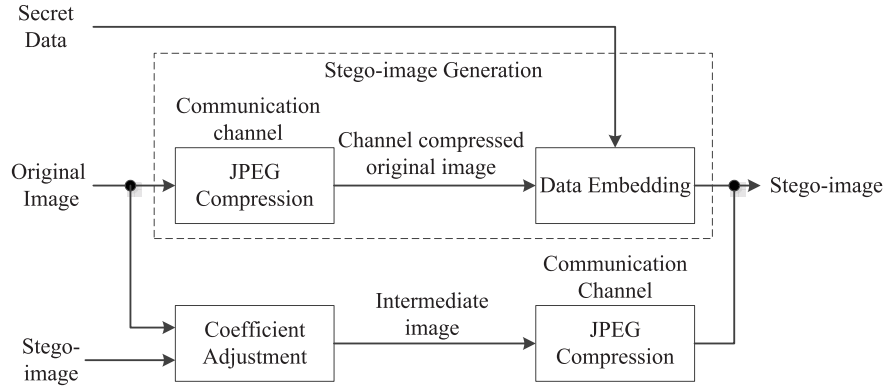 Secret
Data
Stego-image Generation
Communication
channel
Channel compressed
original image
Original
Image
JPEG
Compression
Data Embedding
Stego-image
Communication
Channel
Intermediate
image
Coefficient
Adjustment
JPEG
Compression
Stego-
image